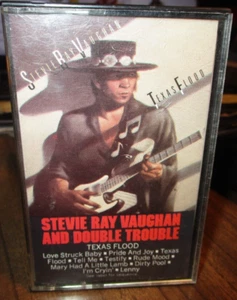 STEVIE RAY VAUGHAN
TEXAS FLOOD
STEVIE RAY VAUGHAN
AND DOUBLE TROUBLE
TEXAS FLOOD
Love Struck Baby • Pride And Joy • Texas
Flood • Tell Me • Testify • Rude Mood •
Mary Had A Little Lamb • Dirty Pool •
I'm Cryin' • Lenny